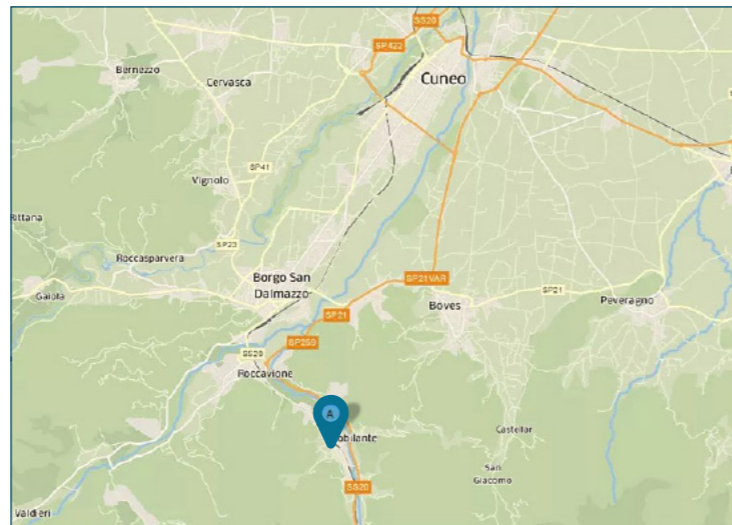 SS20
SP422
Cuneo
Bernezzo
Cervasca
SP41
Vignolo
Rittana
SP23
Roccasparvera
Borgo San
Dalmazzo
SP21VAR
Gaiola
SP21
Boves
Peveragno
SP21
SP259
SS20
Roccavione
A
obilante
Castellar
San
Giacomo
SS20
Valdieri